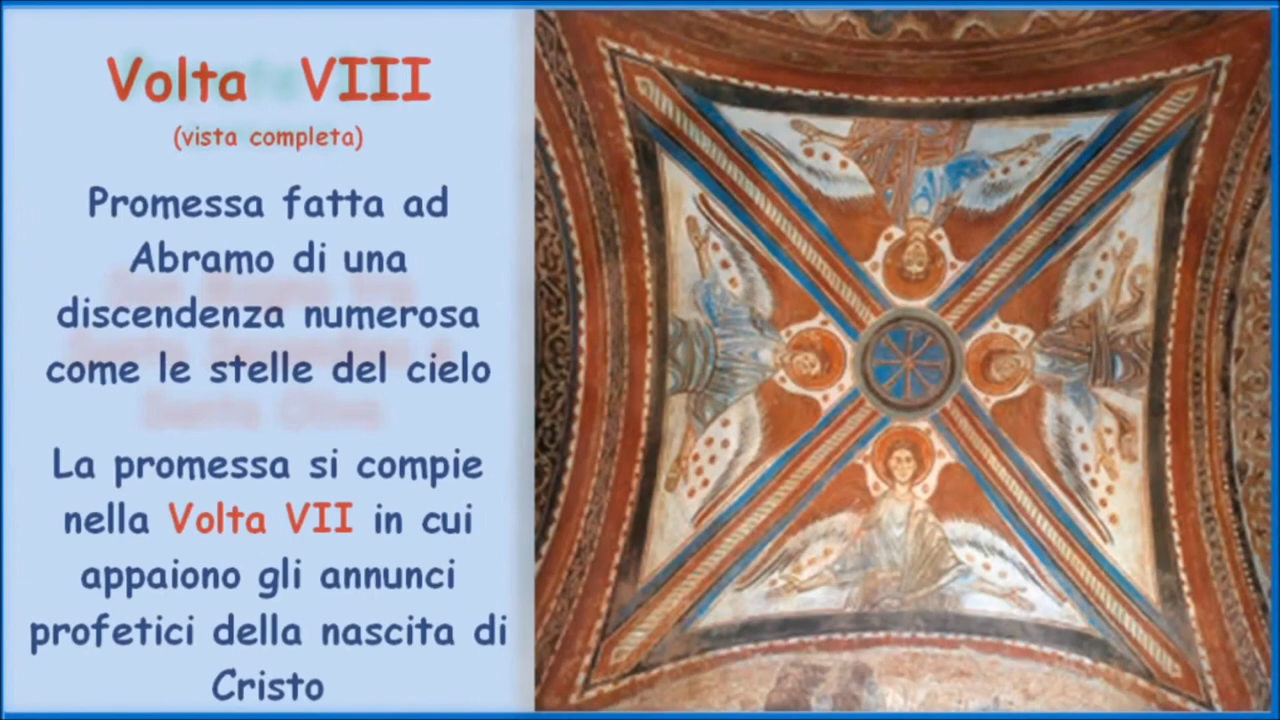 Volta VIII
(vista completa)
Promessa fatta ad
Abramo di una
discendenza numerosa
come le stelle del cielo
La promessa si compie
nella Volta VII in cui
appaiono gli annunci
profetici della nascita di
Cristo